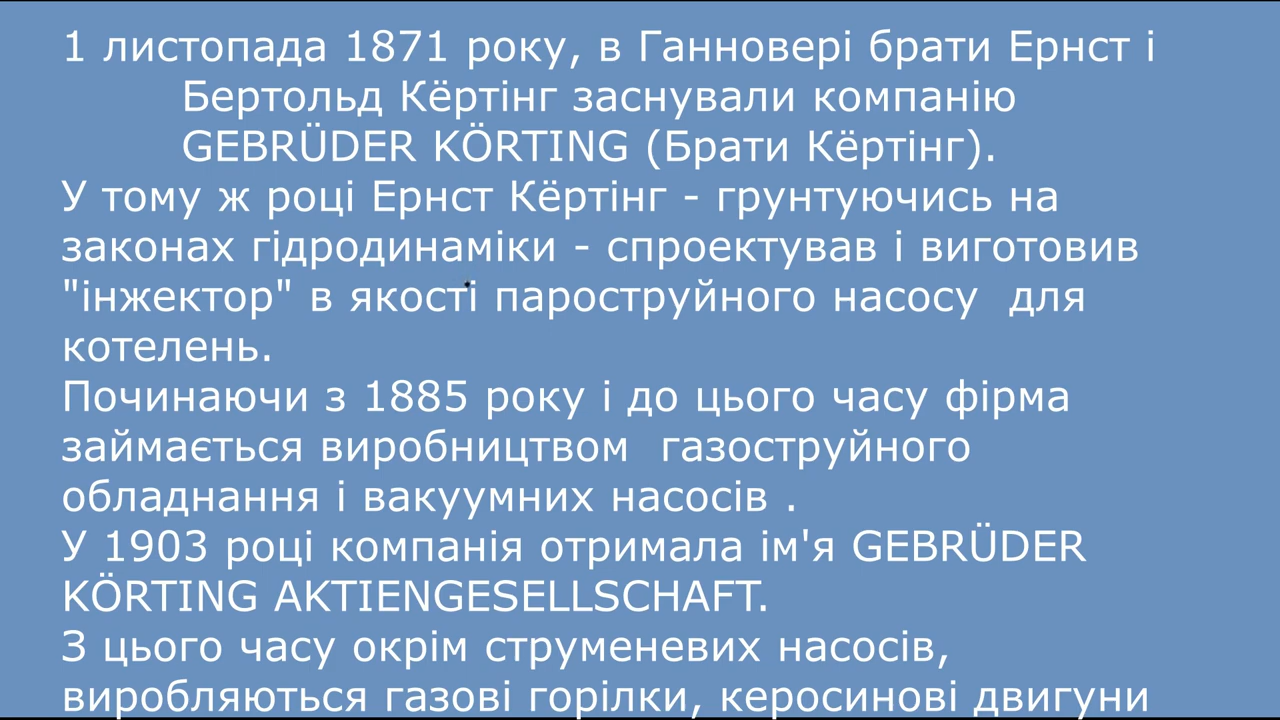 1 листопада 1871 року, в Ганновері брати Ернст і
Бертольд Кёртінг заснували компанію
GEBRÜDER KÖRTING (Брати Кёртінг).
У тому ж році Ернст Кёртінг - грунтуючись на
законах гідродинаміки - спроектував і виготовив
"інжектор" в якості пароструйного насосу  для
котелень.
Починаючи з 1885 року і до цього часу фірма
займається виробництвом  газоструйного
обладнання і вакуумних насосів .
У 1903 році компанія отримала ім'я GEBRÜDER
KÖRTING AKTIENGESELLSCHAFT.
З цього часу окрім струменевих насосів,
виробляються газові горілки, керосинові двигуни